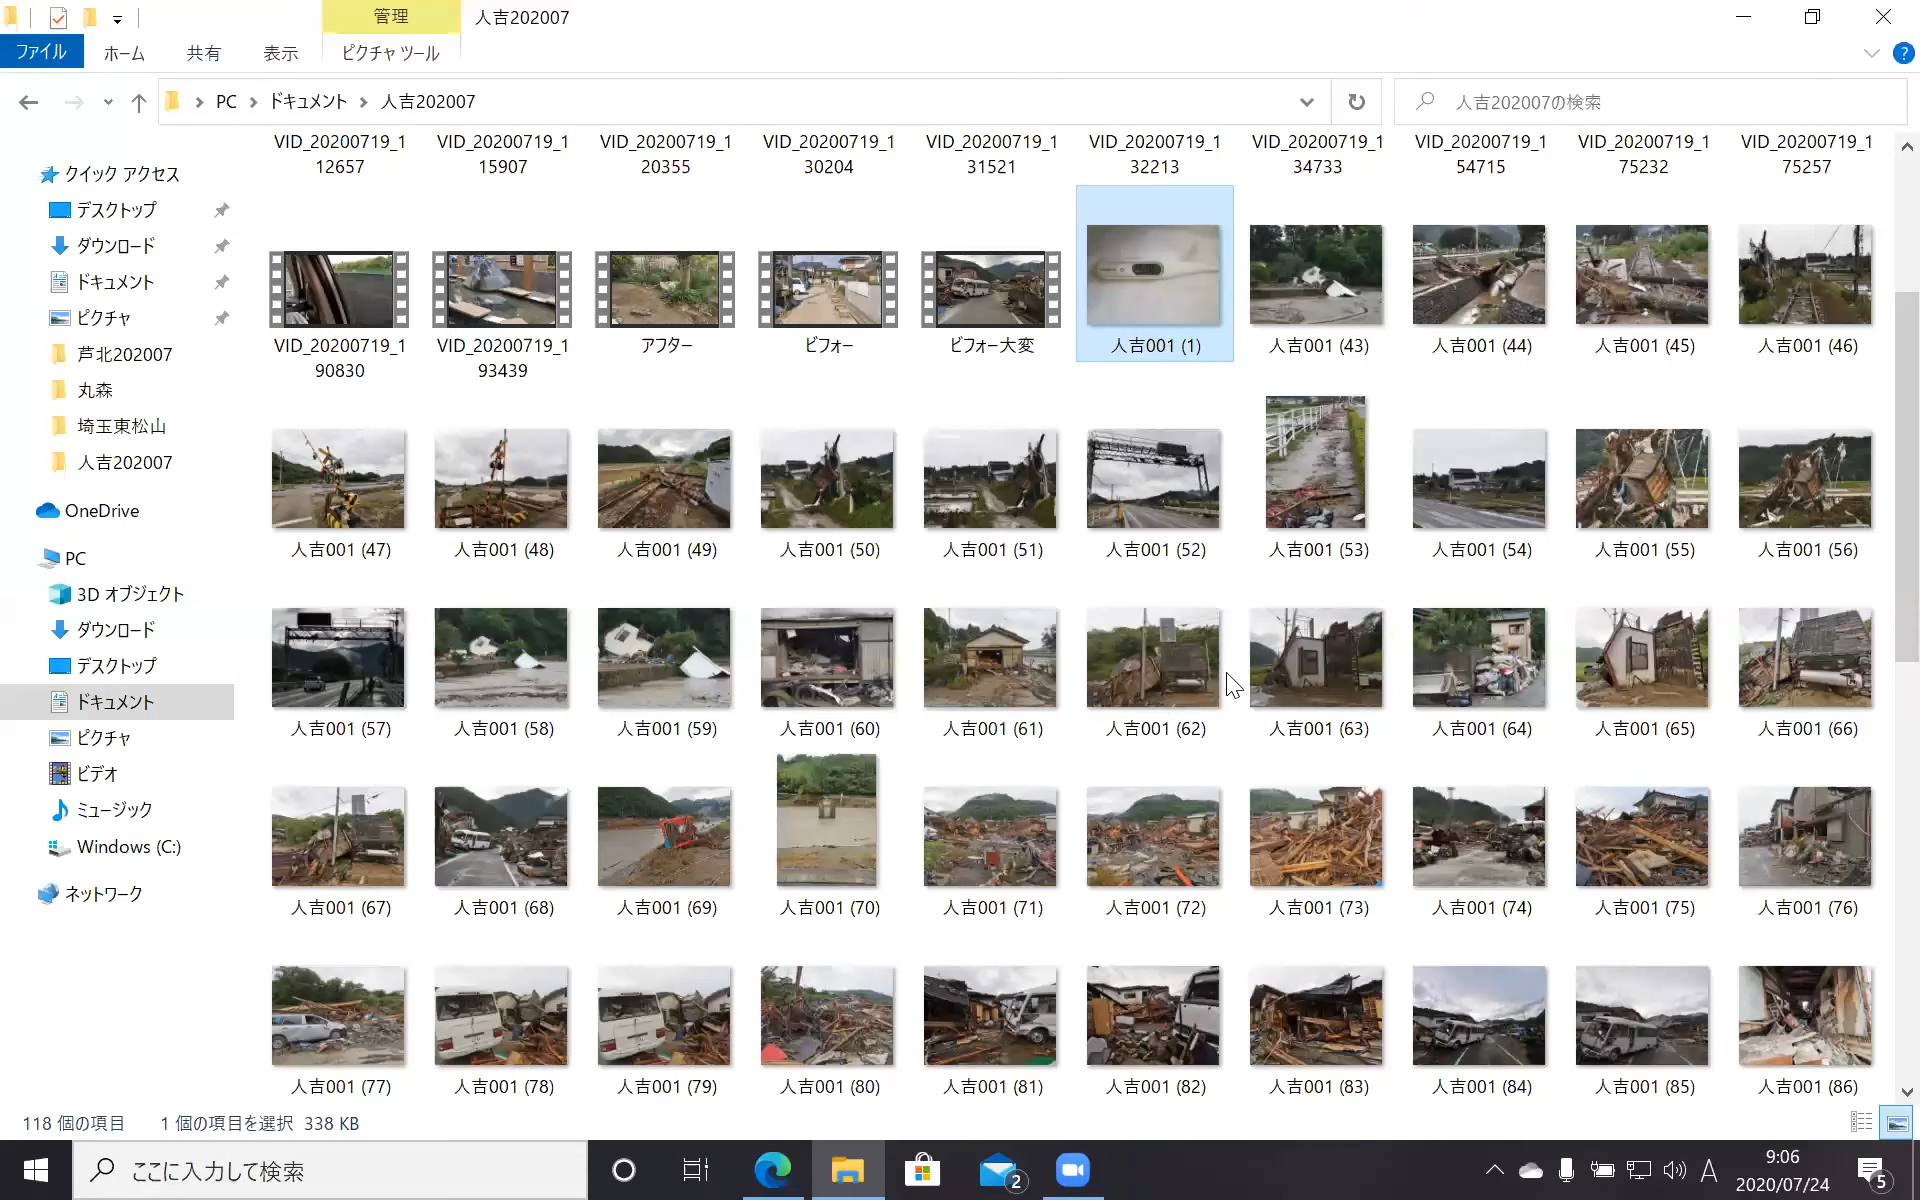 管理
人吉202007
ファイル
ホーム
共有
表示
ピクチャ ツール
PC
ドキュメント
人吉202007
人吉202007の検索
クイック アクセス
デスクトップ
ダウンロード
ドキュメント
ピクチャ
芦北202007
丸森
埼玉東松山
人吉202007
OneDrive
PC
3D オブジェクト
ダウンロード
デスクトップ
ドキュメント
ピクチャ
ビデオ
ミュージック
Windows (C:)
ネットワーク
VID_20200719_1
12657
VID_20200719_1
15907
VID_20200719_1
20355
VID_20200719_1
30204
VID_20200719_1
31521
VID_20200719_1
32213
VID_20200719_1
34733
VID_20200719_1
54715
VID_20200719_1
75232
VID_20200719_1
75257
VID_20200719_1
90830
VID_20200719_1
93439
アフター
ビフォー
ビフォー大変
人吉001 (1)
人吉001 (43)
人吉001 (44)
人吉001 (45)
人吉001 (46)
人吉001 (47)
人吉001 (48)
人吉001 (49)
人吉001 (50)
人吉001 (51)
人吉001 (52)
人吉001 (53)
人吉001 (54)
人吉001 (55)
人吉001 (56)
人吉001 (57)
人吉001 (58)
人吉001 (59)
人吉001 (60)
人吉001 (61)
人吉001 (62)
人吉001 (63)
人吉001 (64)
人吉001 (65)
人吉001 (66)
人吉001 (67)
人吉001 (68)
人吉001 (69)
人吉001 (70)
人吉001 (71)
人吉001 (72)
人吉001 (73)
人吉001 (74)
人吉001 (75)
人吉001 (76)
人吉001 (77)
人吉001 (78)
人吉001 (79)
人吉001 (80)
人吉001 (81)
人吉001 (82)
人吉001 (83)
人吉001 (84)
人吉001 (85)
人吉001 (86)
118 個の項目
1 個の項目を選択 338 KB
ここに入力して検索
2
A
9:06
2020/07/24
5